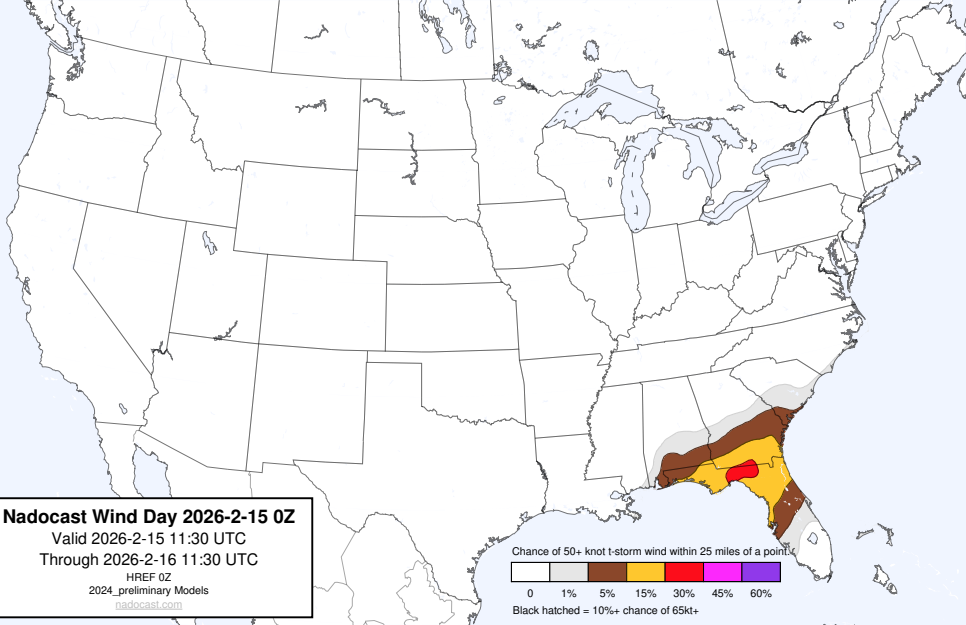 Nadocast Wind Day 2026-2-15 0Z
Valid 2026-2-15 11:30 UTC
Through 2026-2-16 11:30 UTC
HREF 0Z
2024_preliminary Models
nadocast.com
Chance of 50+ knot t-storm wind within 25 miles of a point.
0 1% 5% 15% 30% 45% 60%
Black hatched = 10%+ chance of 65kt+